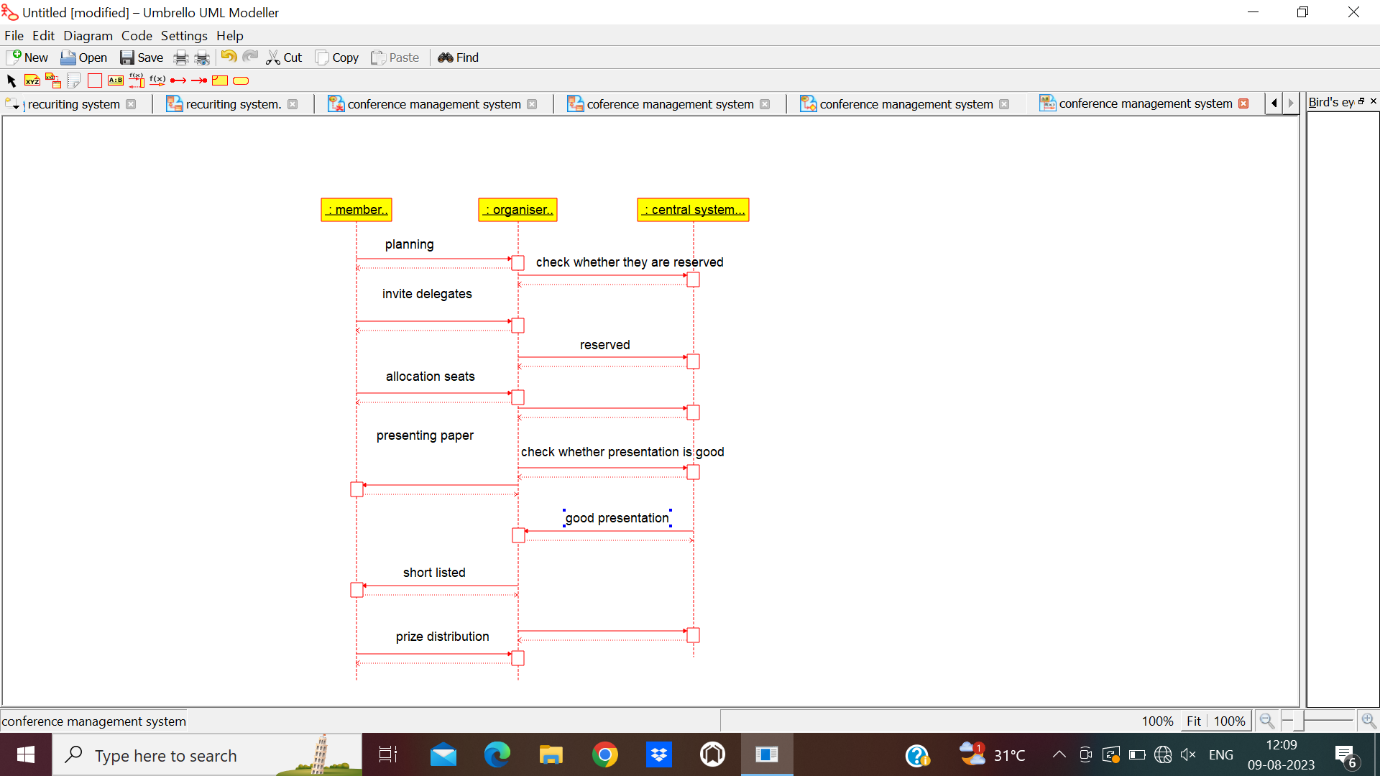 Untitled [modified] – Umbrello UML Modeller
File Edit Diagram Code Settings Help
New Open Save Cut Copy Paste Find
XYZ A:B f(x) f(x)
recuriting system recuriting system. conference management system coference management system conference management system conference management system Bird's ey
: member.. : organiser.. : central system...
planning
check whether they are reserved
invite delegates
reserved
allocation seats
presenting paper
check whether presentation is good
good presentation
short listed
prize distribution
conference management system 100% Fit 100%
Type here to search 1 31°C ENG 12:09 6
09-08-2023